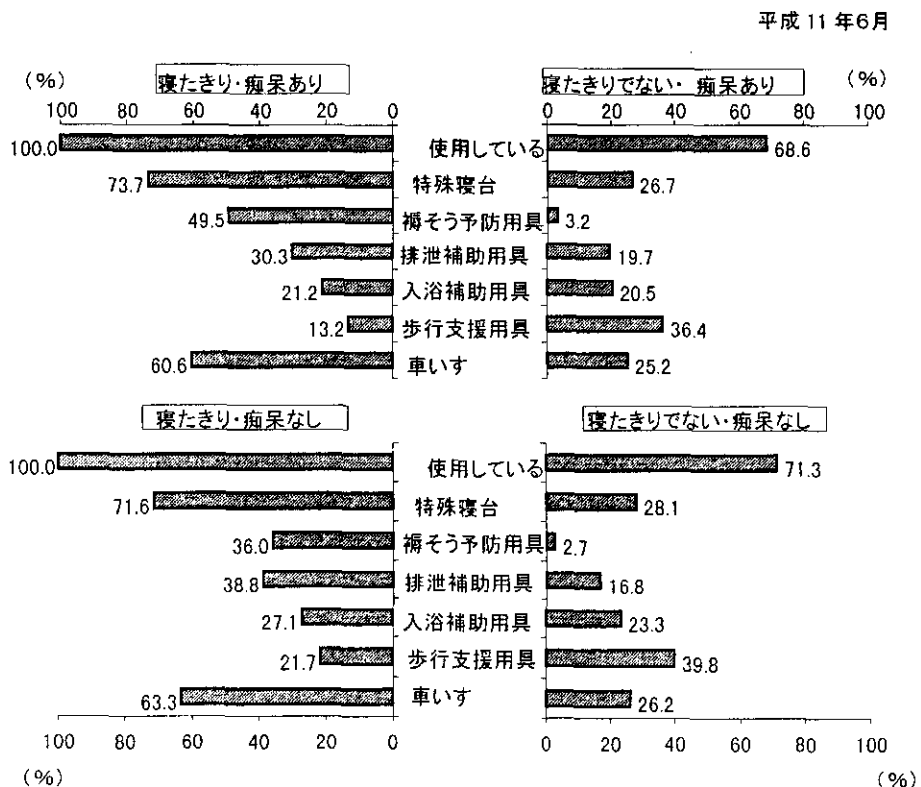 平成 11 年6月
(%) 寝たきり・痴呆あり 寝たきりでない・ 痴呆あり (%)
100 80 60 40 20 0 0 20 40 60 80 100
100.0 使用している 68.6
73.7 特殊寝台 26.7
49.5 褥そう予防用具 3.2
30.3 排泄補助用具 19.7
21.2 入浴補助用具 20.5
13.2 歩行支援用具 36.4
60.6 車いす 25.2
寝たきり・痴呆なし 寝たきりでない・痴呆なし
100.0 使用している 71.3
71.6 特殊寝台 28.1
36.0 褥そう予防用具 2.7
38.8 排泄補助用具 16.8
27.1 入浴補助用具 23.3
21.7 歩行支援用具 39.8
63.3 車いす 26.2
100 80 60 40 20 0 0 20 40 60 80 100
(%) (%)